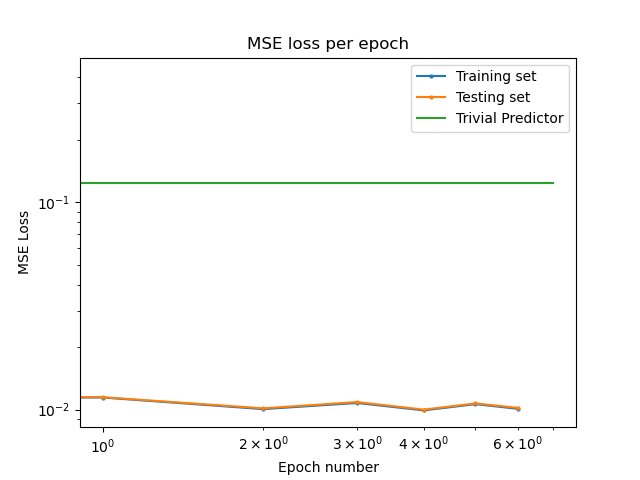 MSE loss per epoch
Training set
Testing set
Trivial Predictor
MSE Loss
10⁻¹
10⁻²
10⁰
2 × 10⁰
3 × 10⁰
4 × 10⁰
6 × 10⁰
Epoch number